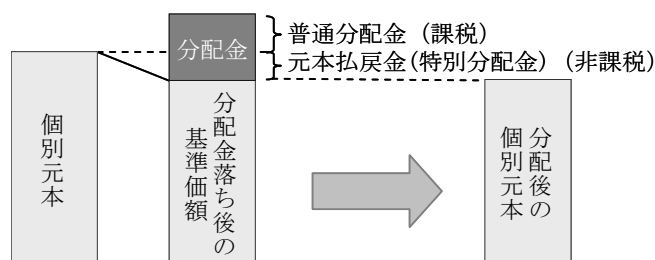 分配金
普通分配金（課税）
元本払戻金（特別分配金）（非課税）
個別元本
分配金落ち後の
基準価額
分配後の
個別元本